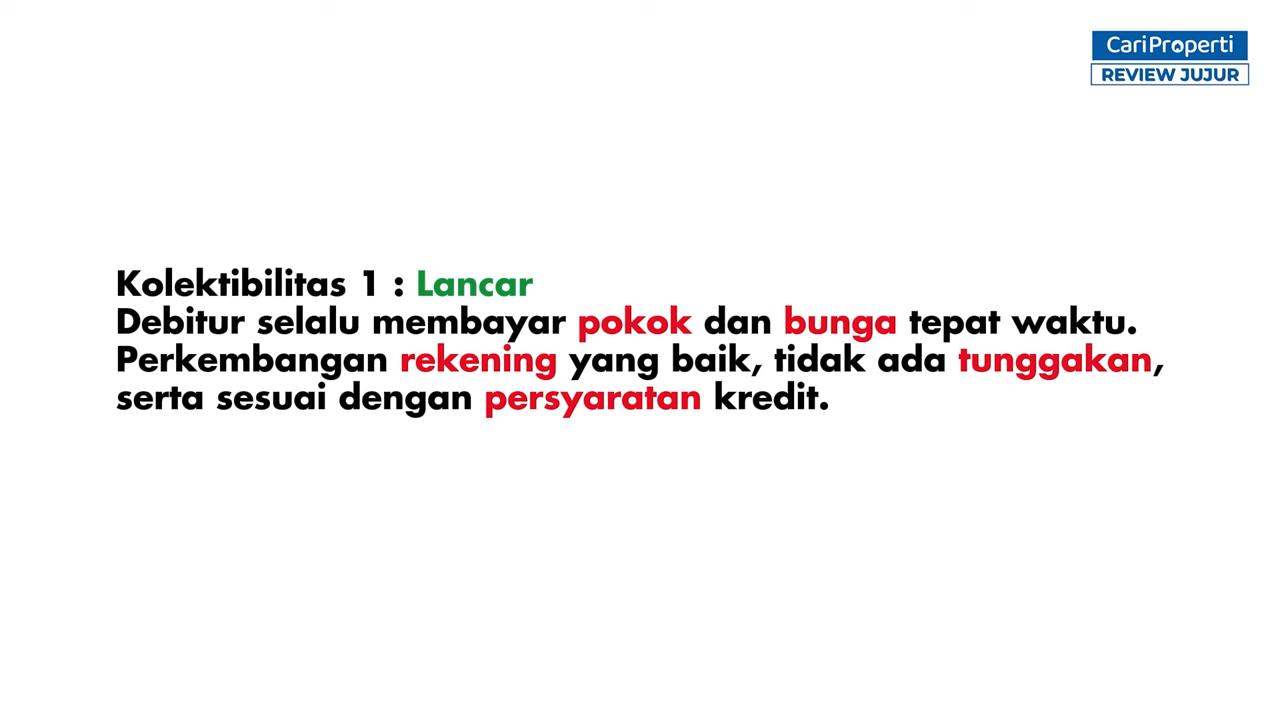 CariProperti
REVIEW JUJUR
Kolektibilitas 1 : Lancar
Debitur selalu membayar pokok dan bunga tepat waktu.
Perkembangan rekening yang baik, tidak ada tunggakan,
serta sesuai dengan persyaratan kredit.